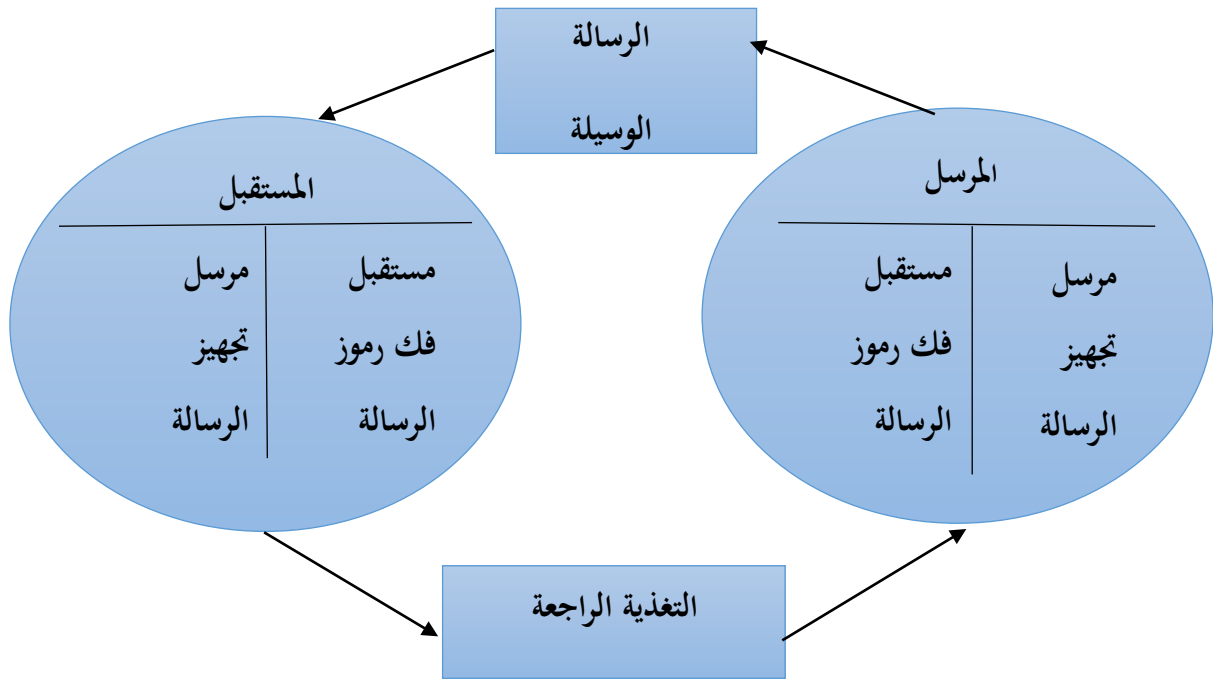 الرسالة
الوسيلة
المرسل
مرسل
تجهيز
الرسالة
مستقبل
فك رموز
الرسالة
المستقبل
مستقبل
فك رموز
الرسالة
مرسل
تجهيز
الرسالة
التغذية الراجعة